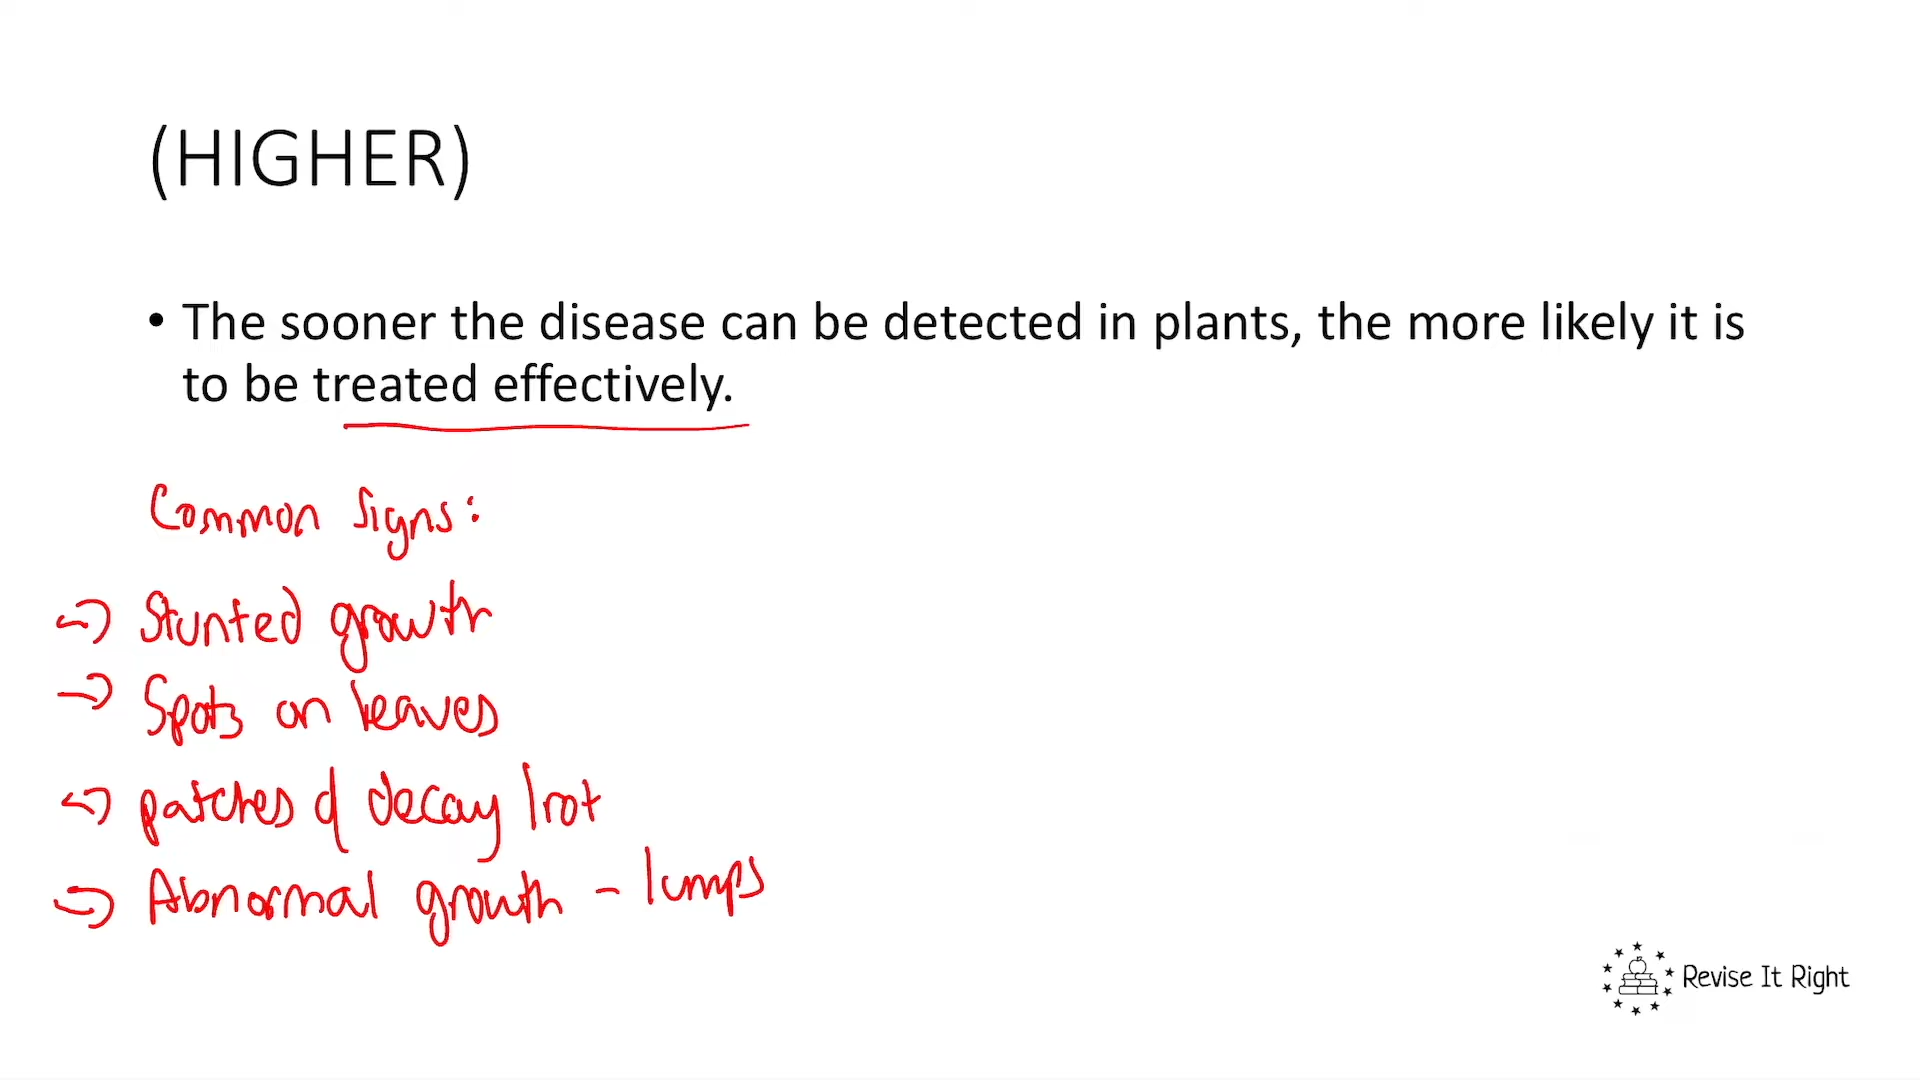 (HIGHER)
• The sooner the disease can be detected in plants, the more likely it is
to be treated effectively.
Common signs:
→ Stunted growth
→ Spots on leaves
→ patches of decay/rot
→ Abnormal growth - lumps
Revise It Right